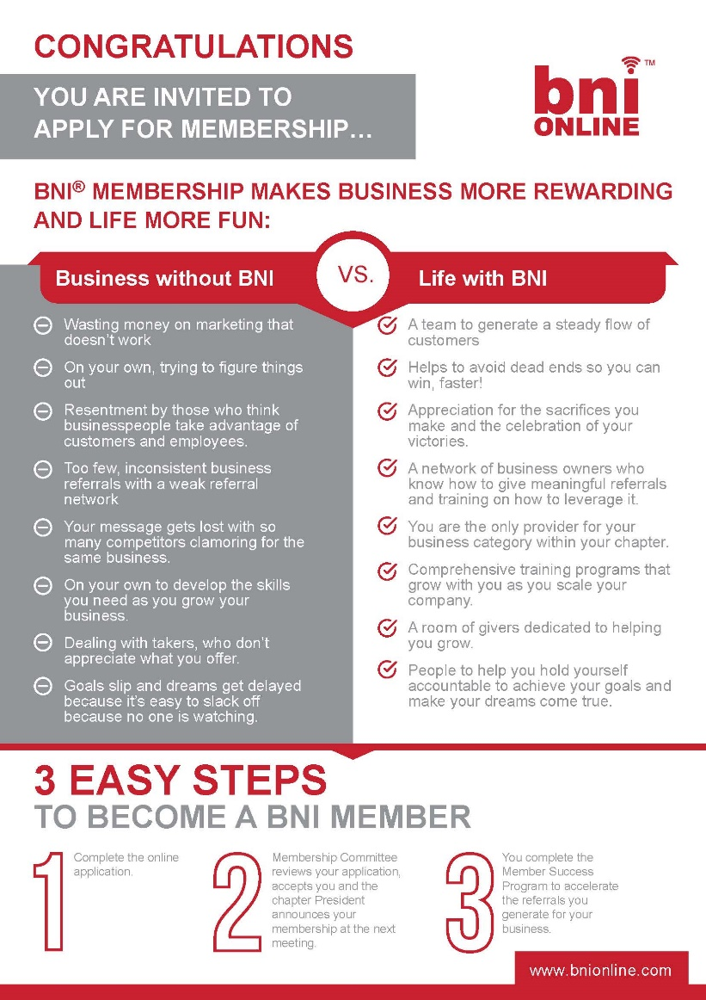 CONGRATULATIONS
YOU ARE INVITED TO
APPLY FOR MEMBERSHIP...
bni™
ONLINE
BNI® MEMBERSHIP MAKES BUSINESS MORE REWARDING
AND LIFE MORE FUN:
Business without BNI
VS.
Life with BNI
Wasting money on marketing that
doesn't work
On your own, trying to figure things
out
Resentment by those who think
businesspeople take advantage of
customers and employees.
Too few, inconsistent business
referrals with a weak referral
network
Your message gets lost with so
many competitors clamoring for the
same business.
On your own to develop the skills
you need as you grow your
business.
Dealing with takers, who don't
appreciate what you offer.
Goals slip and dreams get delayed
because it's easy to slack off
because no one is watching.
A team to generate a steady flow of
customers
Helps to avoid dead ends so you can
win, faster!
Appreciation for the sacrifices you
make and the celebration of your
victories.
A network of business owners who
know how to give meaningful referrals
and training on how to leverage it.
You are the only provider for your
business category within your chapter.
Comprehensive training programs that
grow with you as you scale your
company.
A room of givers dedicated to helping
you grow.
People to help you hold yourself
accountable to achieve your goals and
make your dreams come true.
3 EASY STEPS
TO BECOME A BNI MEMBER
1
Complete the online
application.
2
Membership Committee
reviews your application,
accepts you and the
chapter President
announces your
membership at the next
meeting.
3
You complete the
Member Success
Program to accelerate
the referrals you
generate for your
business.
www.bnionline.com